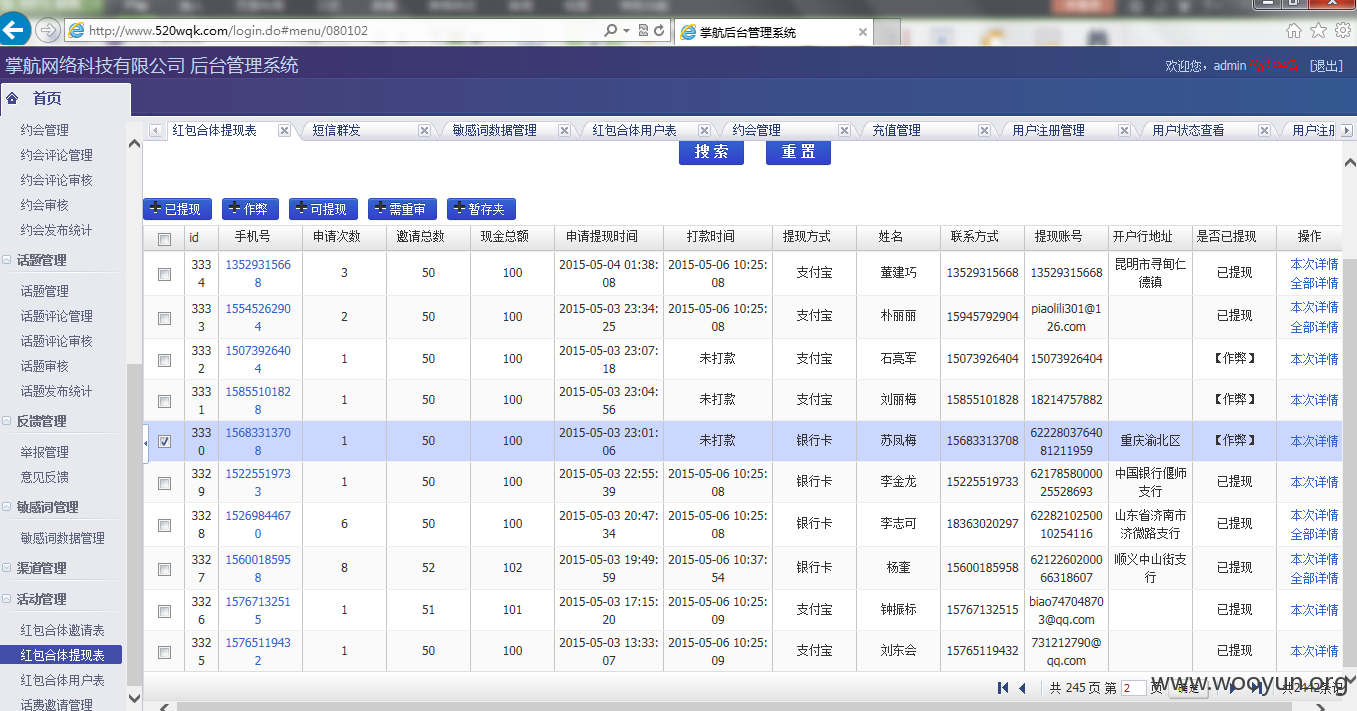 http://www.520wqk.com/login.do#menu/080102
掌航后台管理系统
掌航网络科技有限公司 后台管理系统
欢迎您，admin
[退出]
首页
约会管理
约会评论管理
约会评论审核
约会审核
约会发布统计
话题管理
话题管理
话题评论管理
话题评论审核
话题审核
话题发布统计
反馈管理
举报管理
意见反馈
敏感词管理
敏感词数据管理
渠道管理
活动管理
红包合体邀请表
红包合体提现表
红包合体用户表
话费邀请管理
红包合体提现表 短信群发 敏感词数据管理 红包合体用户表 约会管理 充值管理 用户注册管理 用户状态查看 用户注册
搜 索 重 置
已提现 作弊 可提现 需重审 暂存夹
id 手机号 申请次数 邀请总数 现金总额 申请提现时间 打款时间 提现方式 姓名 联系方式 提现账号 开户行地址 是否已提现 操作
3334 13529315668 3 50 100 2015-05-04 01:38:08 2015-05-06 10:25:08 支付宝 董建巧 13529315668 13529315668 昆明市寻甸仁德镇 已提现 本次详情 全部详情
3333 15545262904 2 50 100 2015-05-03 23:34:25 2015-05-06 10:25:08 支付宝 朴丽丽 15945792904 piaolili301@126.com 已提现 本次详情 全部详情
3332 15073926404 1 50 100 2015-05-03 23:07:18 未打款 支付宝 石亮军 15073926404 15073926404 【作弊】 本次详情
3331 15855101828 1 50 100 2015-05-03 23:04:56 未打款 支付宝 刘丽梅 15855101828 18214757882 【作弊】 本次详情
3330 15683313708 1 50 100 2015-05-03 23:01:06 未打款 银行卡 苏凤梅 15683313708 6222803764081211959 重庆渝北区 【作弊】 本次详情
3329 15225519733 1 50 100 2015-05-03 22:55:39 2015-05-06 10:25:08 银行卡 李金龙 15225519733 6217858000025528693 中国银行偃师支行 已提现 本次详情
3328 15269844670 6 50 100 2015-05-03 20:47:34 2015-05-06 10:25:08 银行卡 李志可 18363020297 6228210250010254116 山东省济南市济微路支行 已提现 本次详情 全部详情
3327 15600185958 8 52 102 2015-05-03 19:49:59 2015-05-06 10:37:54 银行卡 杨奎 15600185958 6212260200066318607 顺义中山街支行 已提现 本次详情 全部详情
3326 15767132515 1 51 101 2015-05-03 17:15:20 2015-05-06 10:25:09 支付宝 钟振标 15767132515 biao747048703@qq.com 已提现 本次详情
3325 15765119432 1 50 100 2015-05-03 13:33:07 2015-05-06 10:25:09 支付宝 刘东会 15765119432 731212790@qq.com 已提现 本次详情
共 245 页 第 2 页 确定 共2442条记
www.wooyun.org